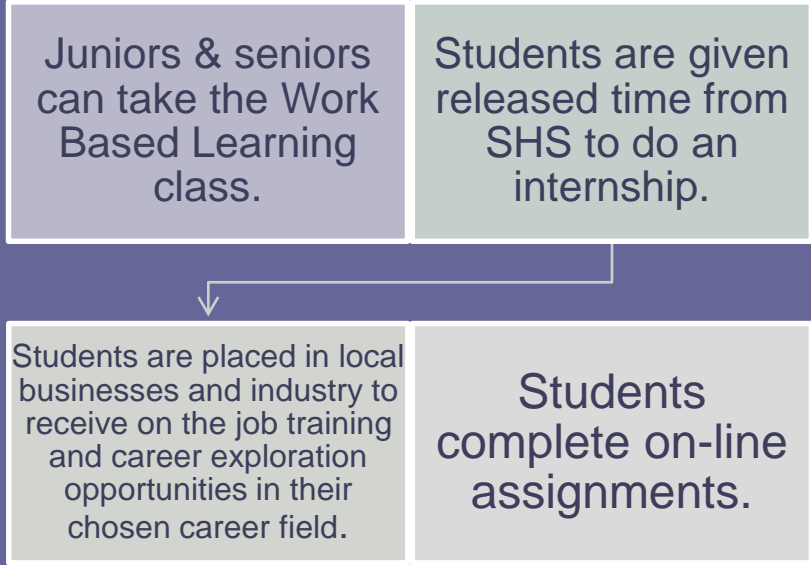 Juniors & seniors
can take the Work
Based Learning
class.
Students are given
released time from
SHS to do an
internship.
Students are placed in local
businesses and industry to
receive on the job training
and career exploration
opportunities in their
chosen career field.
Students
complete on-line
assignments.